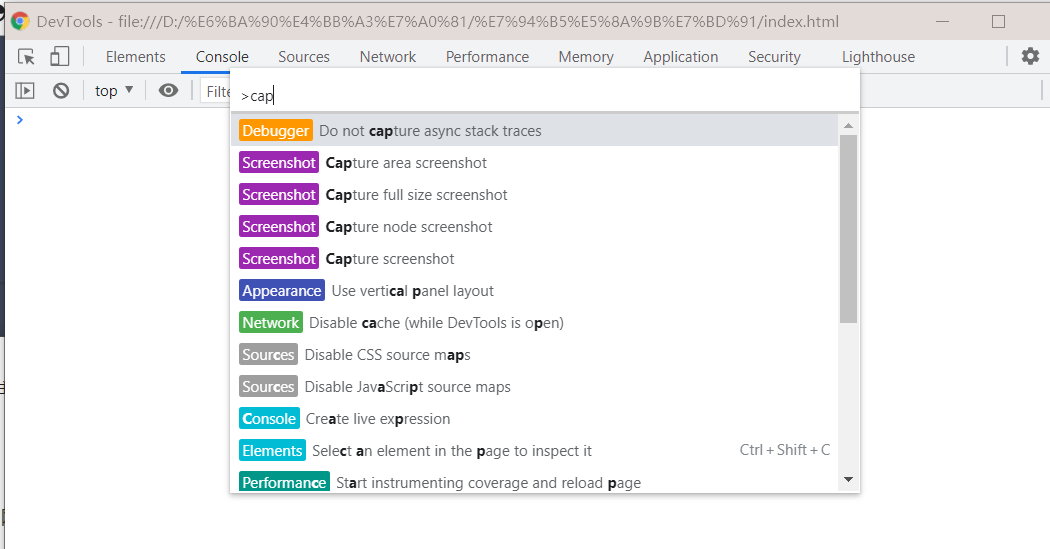 DevTools - file:///D:/%E6%BA%90%E4%BB%A3%E7%A0%81/%E7%94%B5%E5%8A%9B%E7%BD%91/index.html
Elements Console Sources Network Performance Memory Application Security Lighthouse
top ▼ Filte
>cap
Debugger Do not capture async stack traces
Screenshot Capture area screenshot
Screenshot Capture full size screenshot
Screenshot Capture node screenshot
Screenshot Capture screenshot
Appearance Use vertical panel layout
Network Disable cache (while DevTools is open)
Sources Disable CSS source maps
Sources Disable JavaScript source maps
Console Create live expression
Elements Select an element in the page to inspect it Ctrl + Shift + C
Performance Start instrumenting coverage and reload page